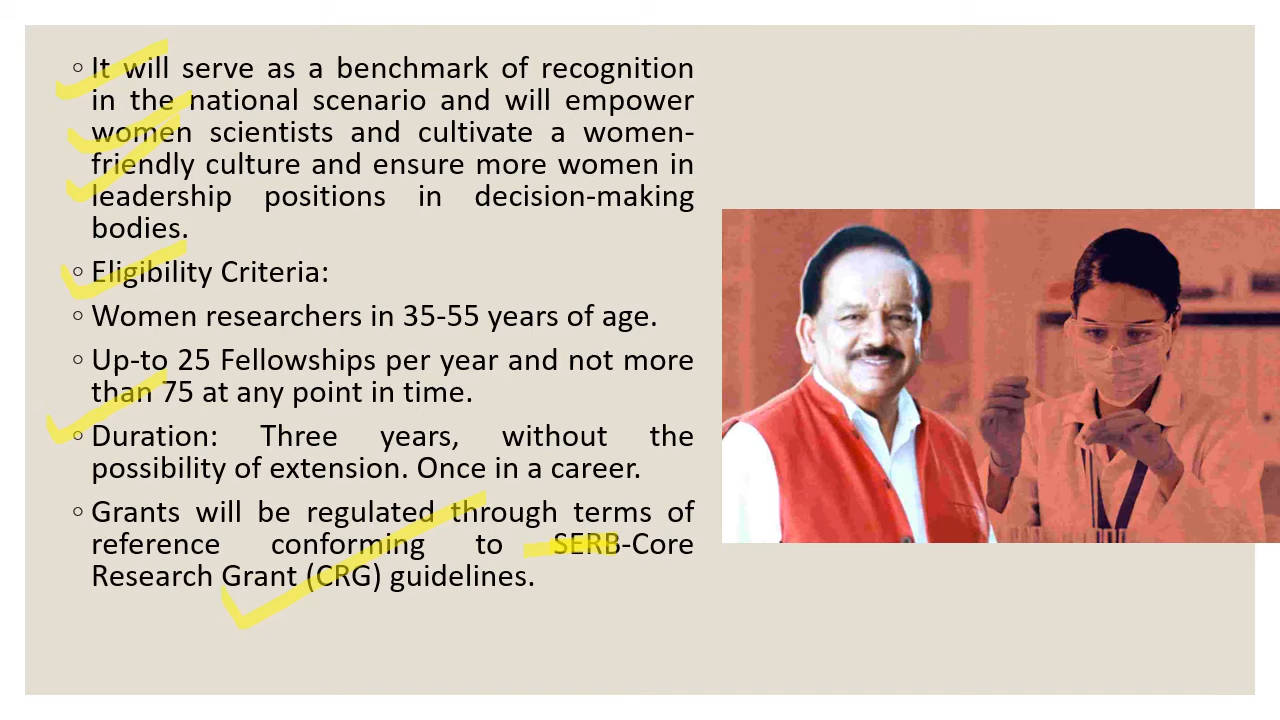 ◦ It will serve as a benchmark of recognition
in the national scenario and will empower
women scientists and cultivate a women-
friendly culture and ensure more women in
leadership positions in decision-making
bodies.
◦ Eligibility Criteria:
◦ Women researchers in 35-55 years of age.
◦ Up-to 25 Fellowships per year and not more
than 75 at any point in time.
◦ Duration: Three years, without the
possibility of extension. Once in a career.
◦ Grants will be regulated through terms of
reference conforming to SERB-Core
Research Grant (CRG) guidelines.